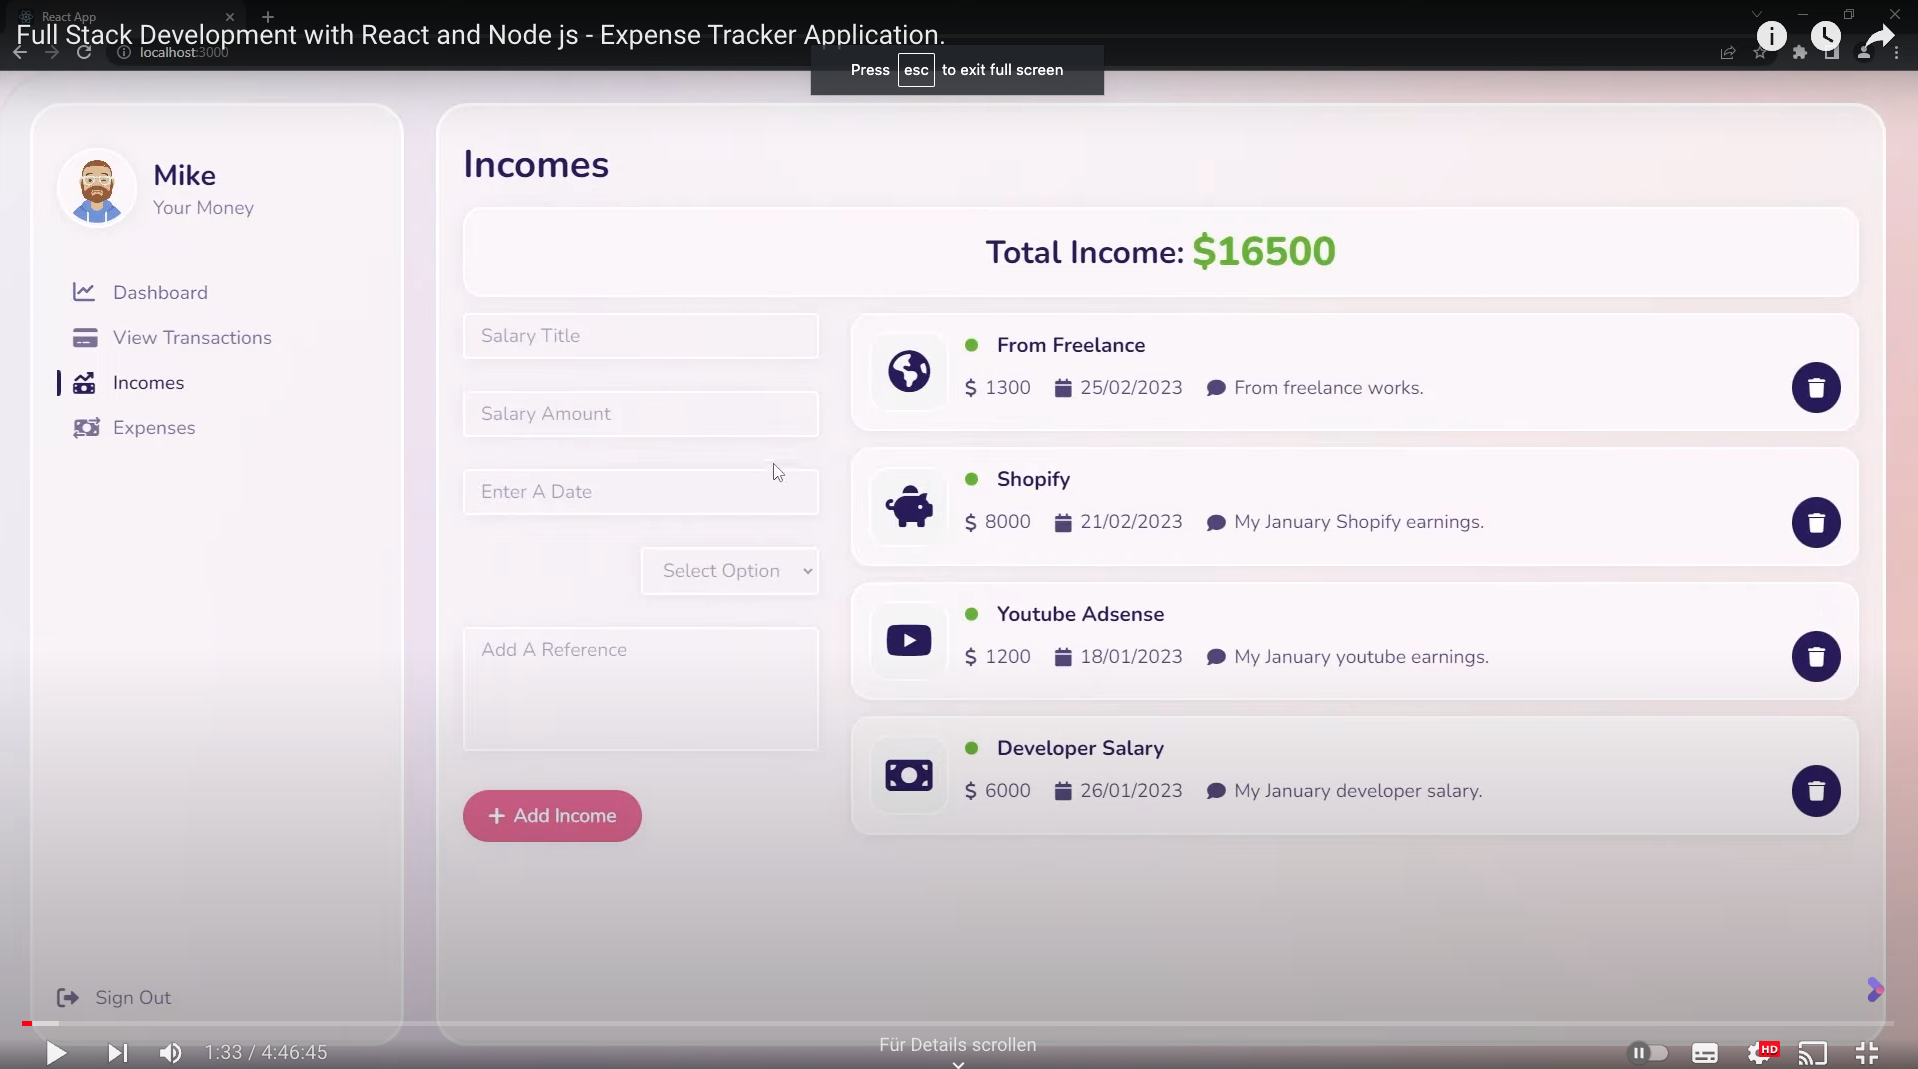 React App
Full Stack Development with React and Node js - Expense Tracker Application.
localhost:3000
Press esc to exit full screen
Mike
Your Money
Dashboard
View Transactions
Incomes
Expenses
Sign Out
Incomes
Total Income: $16500
Salary Title
Salary Amount
Enter A Date
Select Option
Add A Reference
+ Add Income
From Freelance
$ 1300 25/02/2023 From freelance works.
Shopify
$ 8000 21/02/2023 My January Shopify earnings.
Youtube Adsense
$ 1200 18/01/2023 My January youtube earnings.
Developer Salary
$ 6000 26/01/2023 My January developer salary.
1:33 / 4:46:45
Für Details scrollen
HD